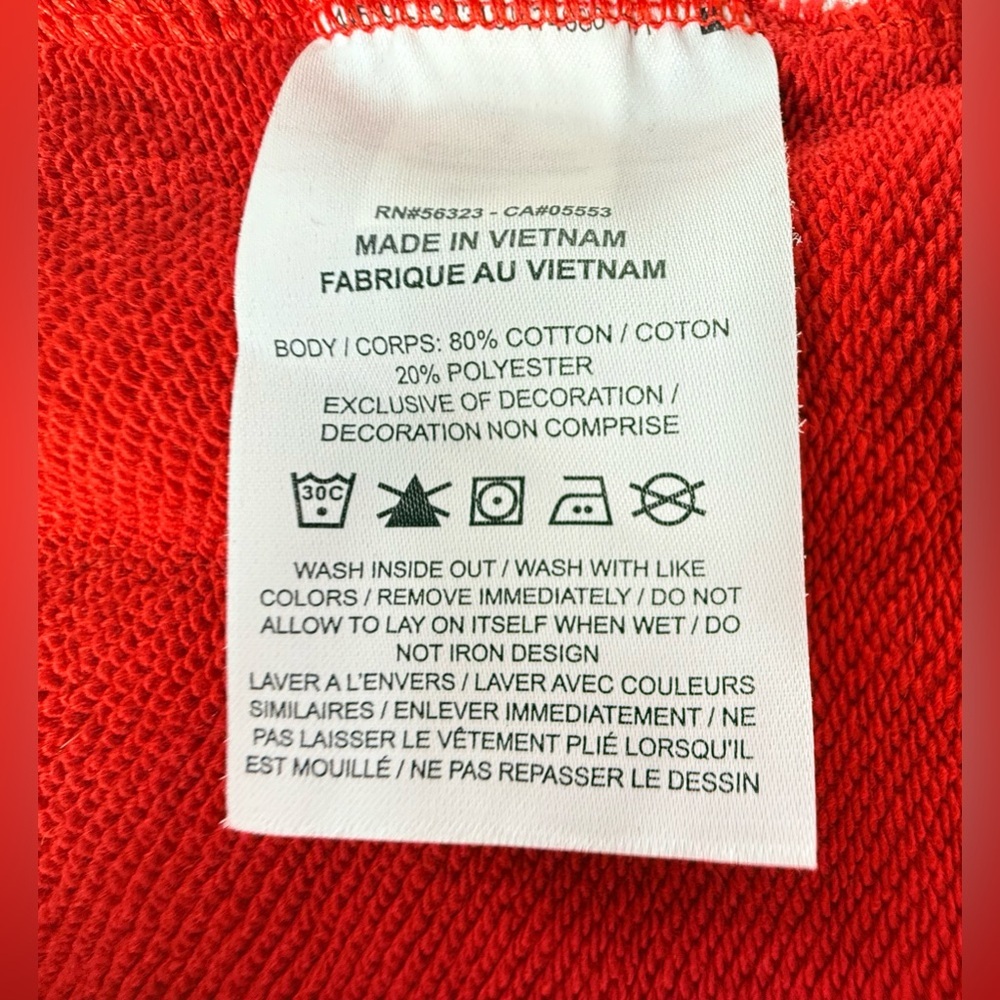 RN#56323 - CA#05553
MADE IN VIETNAM
FABRIQUE AU VIETNAM
BODY / CORPS: 80% COTTON / COTON
20% POLYESTER
EXCLUSIVE OF DECORATION /
DECORATION NON COMPRISE
30C
WASH INSIDE OUT / WASH WITH LIKE
COLORS / REMOVE IMMEDIATELY / DO NOT
ALLOW TO LAY ON ITSELF WHEN WET / DO
NOT IRON DESIGN
LAVER A L'ENVERS / LAVER AVEC COULEURS
SIMILAIRES / ENLEVER IMMEDIATEMENT / NE
PAS LAISSER LE VÊTEMENT PLIÉ LORSQU'IL
EST MOUILLÉ / NE PAS REPASSER LE DESSIN